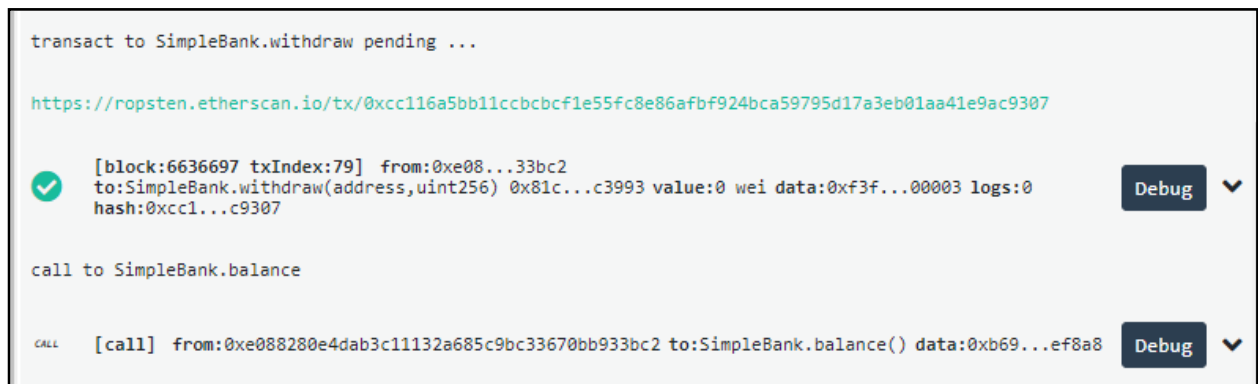 transact to SimpleBank.withdraw pending ...
https://ropsten.etherscan.io/tx/0xcc116a5bb11ccbcbcf1e55fc8e86afbf924bca59795d17a3eb01aa41e9ac9307
[block:6636697 txIndex:79] from:0xe08...33bc2
to:SimpleBank.withdraw(address,uint256) 0x81c...c3993 value:0 wei data:0xf3f...00003 logs:0
hash:0xcc1...c9307
Debug
call to SimpleBank.balance
CALL [call] from:0xe088280e4dab3c11132a685c9bc33670bb933bc2 to:SimpleBank.balance() data:0xb69...ef8a8
Debug